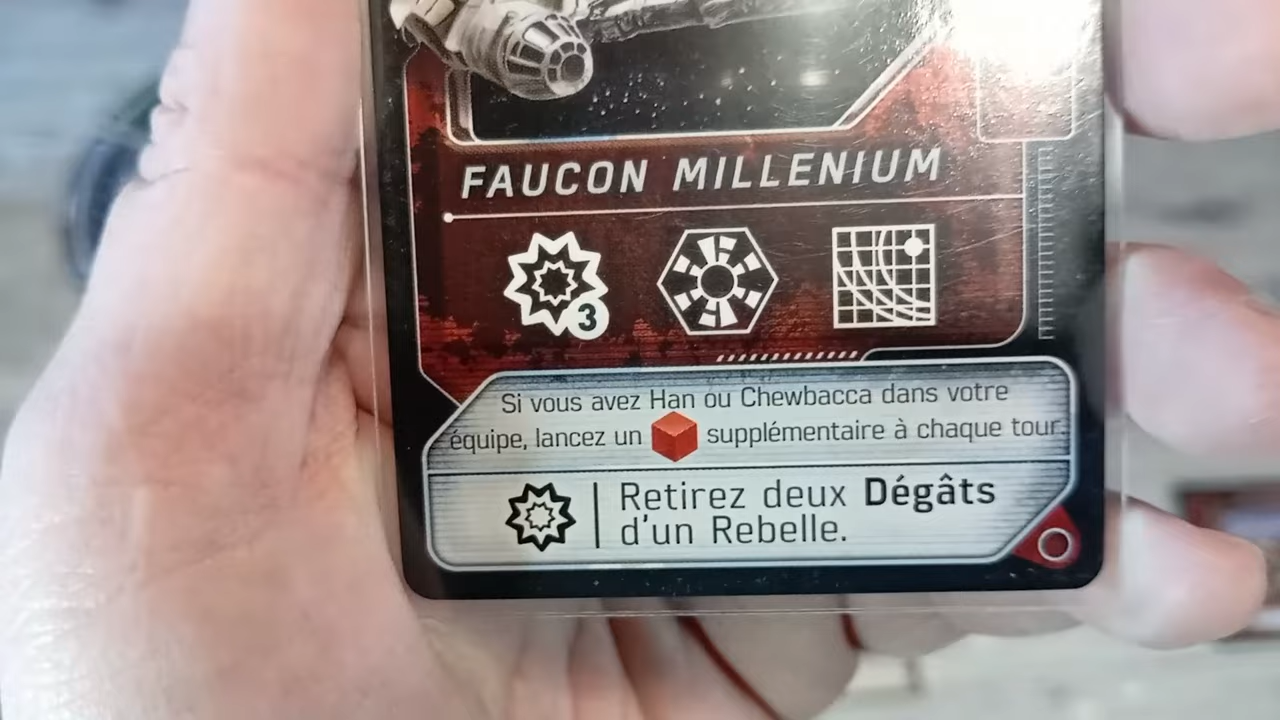 FAUCON MILLENIUM
3
Si vous avez Han ou Chewbacca dans votre
équipe, lancez un supplémentaire à chaque tour.
Retirez deux Dégâts
d'un Rebelle.